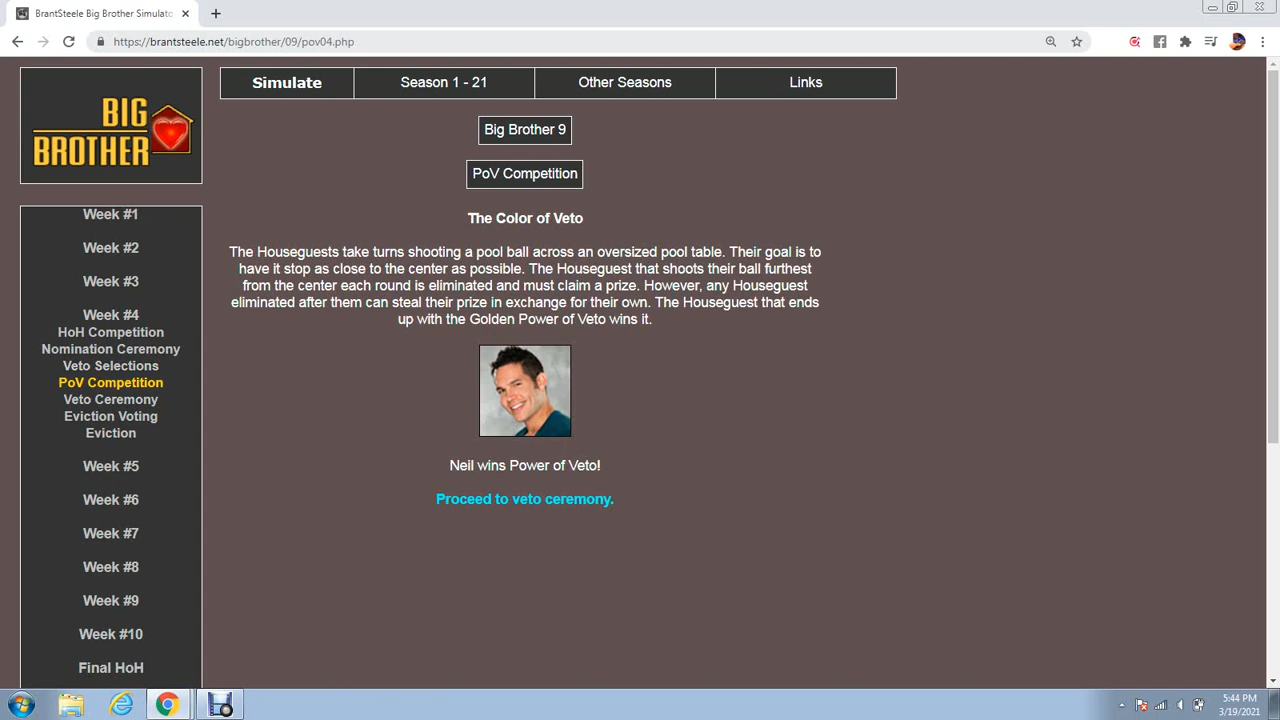 BrantSteele Big Brother Simulato
https://brantsteele.net/bigbrother/09/pov04.php
BIG
BROTHER
Simulate
Season 1 - 21
Other Seasons
Links
Big Brother 9
PoV Competition
The Color of Veto
The Houseguests take turns shooting a pool ball across an oversized pool table. Their goal is to
have it stop as close to the center as possible. The Houseguest that shoots their ball furthest
from the center each round is eliminated and must claim a prize. However, any Houseguest
eliminated after them can steal their prize in exchange for their own. The Houseguest that ends
up with the Golden Power of Veto wins it.
Neil wins Power of Veto!
Proceed to veto ceremony.
Week #1
Week #2
Week #3
Week #4
HoH Competition
Nomination Ceremony
Veto Selections
PoV Competition
Veto Ceremony
Eviction Voting
Eviction
Week #5
Week #6
Week #7
Week #8
Week #9
Week #10
Final HoH
5:44 PM
3/19/2021